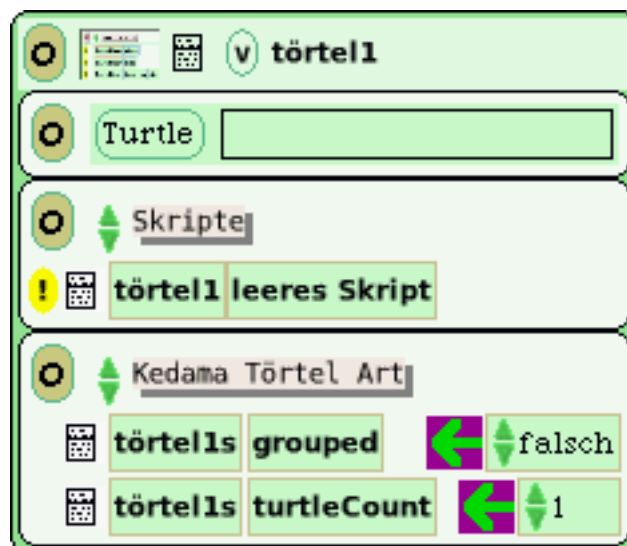 v törtel1
Turtle
Skripte
! törtel1 leeres Skript
Kedama Törtel Art
törtel1s grouped falsch
törtel1s turtleCount 1